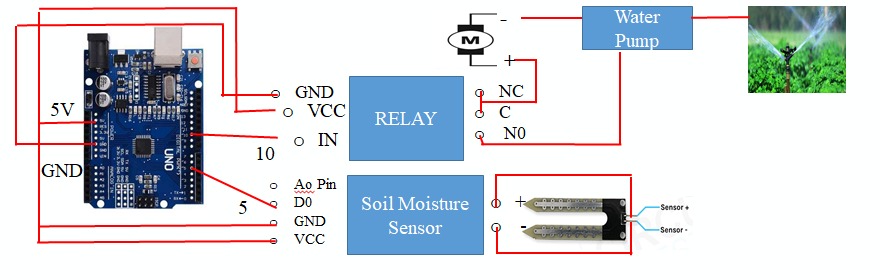 5V
GND
UNO
10
5
GND
VCC
IN
RELAY
NC
C
N0
M
-
+
Water
Pump
Ao Pin
D0
GND
VCC
Soil Moisture
Sensor
+
-
Sensor +
Sensor -